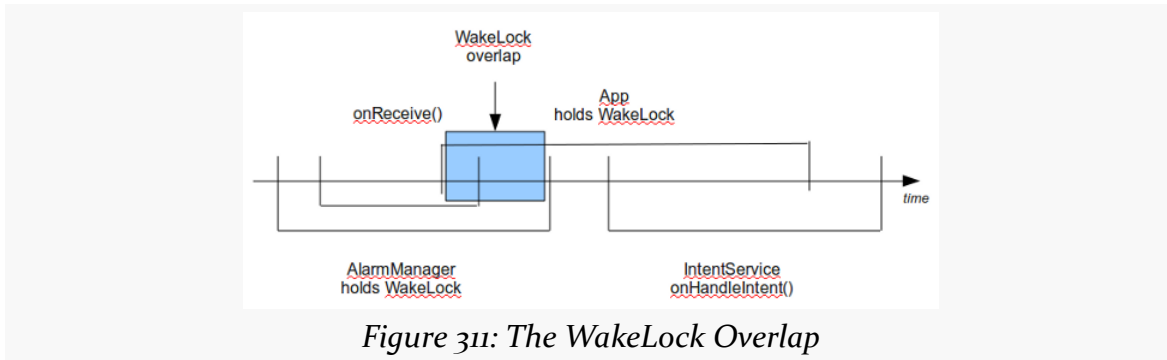 WakeLock
overlap
onReceive()
App
holds WakeLock
time
AlarmManager
holds WakeLock
IntentService
onHandleIntent()
Figure 311: The WakeLock Overlap